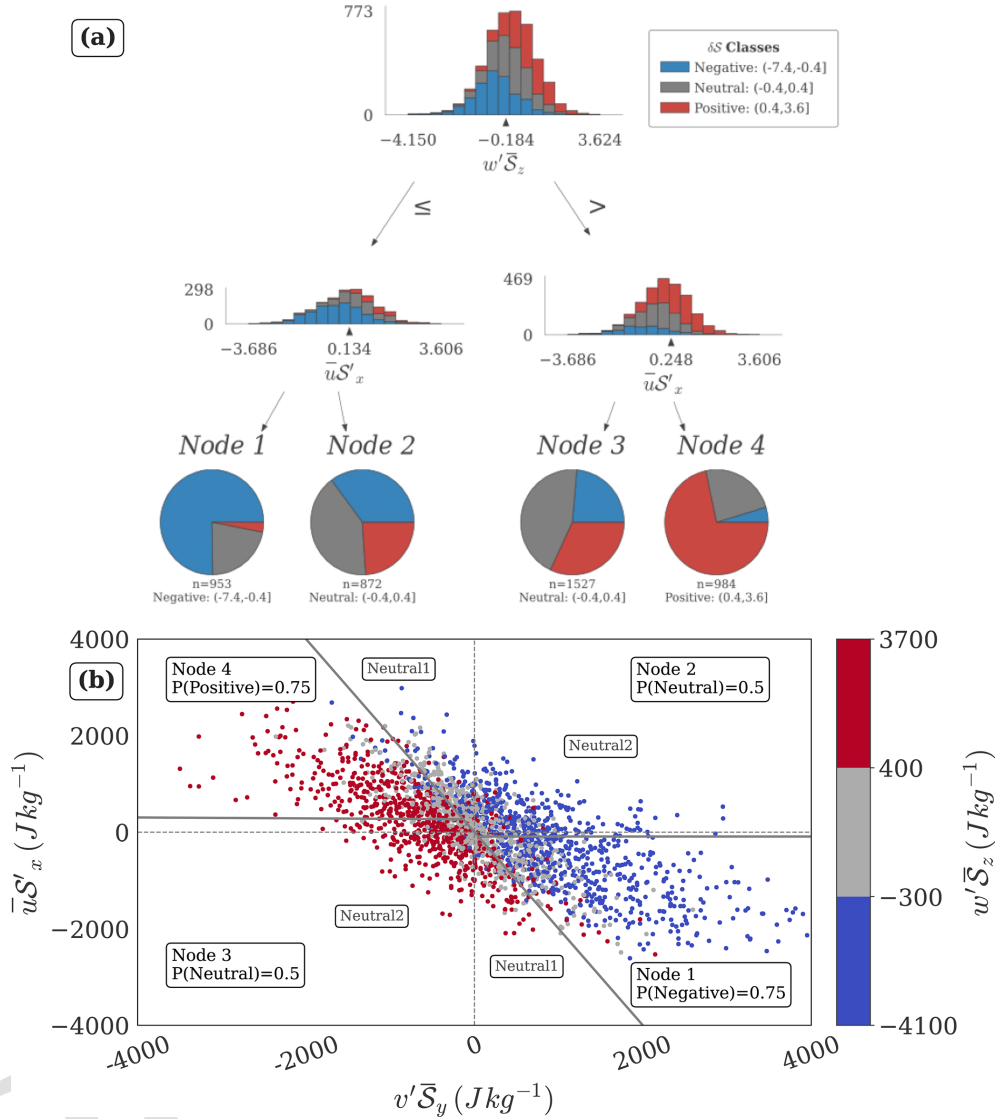 (a)
773
0
−4.150 −0.184 3.624
w′S̄_z
δS Classes
Negative: (-7.4,-0.4]
Neutral: (-0.4,0.4]
Positive: (0.4,3.6]
≤ >
298
0
−3.686 0.134 3.606
ūS′_x
469
0
−3.686 0.248 3.606
ūS′_x
Node 1 Node 2 Node 3 Node 4
n=953
Negative: (-7.4,-0.4]
n=872
Neutral: (-0.4,0.4]
n=1527
Neutral: (-0.4,0.4]
n=984
Positive: (0.4,3.6]
(b)
4000
2000
0
−2000
−4000
ūS′_x (Jkg⁻¹)
Node 4
P(Positive)=0.75
Neutral1
Node 2
P(Neutral)=0.5
Neutral2
Neutral2
Node 3
P(Neutral)=0.5
Neutral1
Node 1
P(Negative)=0.75
-4000 -2000 0 2000 4000
v′S̄_y (Jkg⁻¹)
3700
400
−300
−4100
w′S̄_z (Jkg⁻¹)